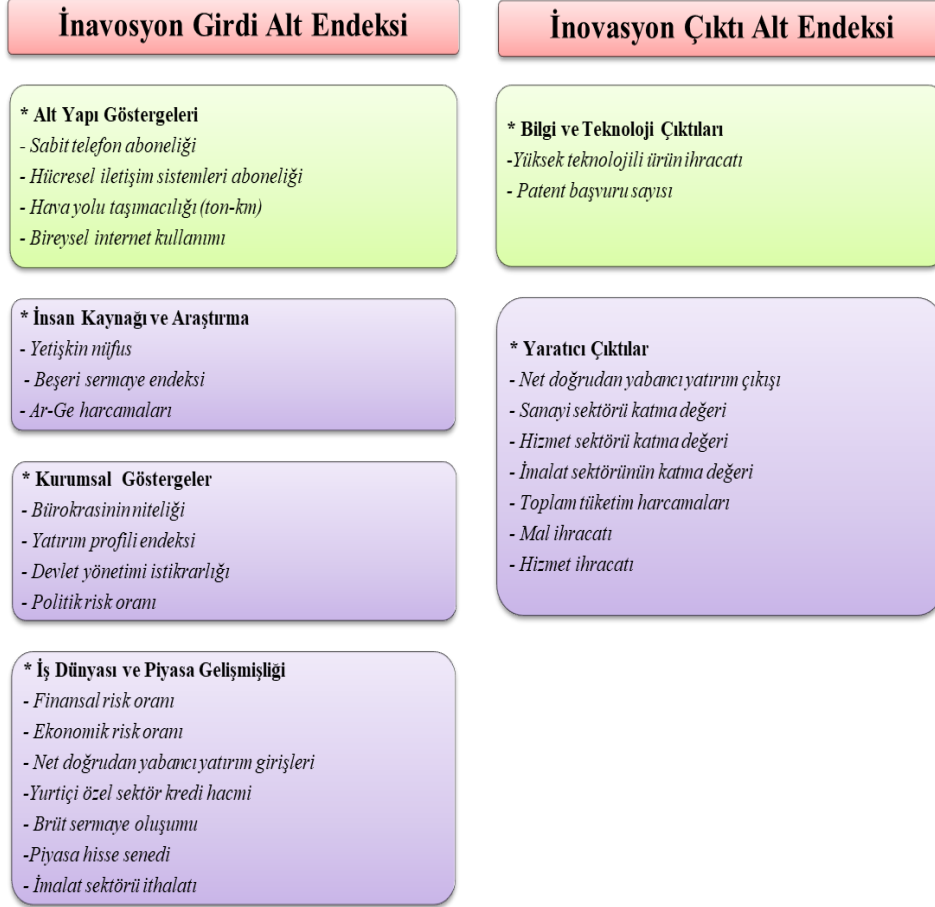 İnavosyon Girdi Alt Endeksi
* Alt Yapı Göstergeleri
- Sabit telefon aboneliği
- Hücresel iletişim sistemleri aboneliği
- Hava yolu taşımacılığı (ton-km)
- Bireysel internet kullanımı
* İnsan Kaynağı ve Araştırma
- Yetişkin nüfus
- Beşeri sermaye endeksi
- Ar-Ge harcamaları
* Kurumsal Göstergeler
- Bürokrasinin niteliği
- Yatırım profili endeksi
- Devlet yönetimi istikrarlığı
- Politik risk oranı
* İş Dünyası ve Piyasa Gelişmişliği
- Finansal risk oranı
- Ekonomik risk oranı
- Net doğrudan yabancı yatırım girişleri
-Yurtiçi özel sektör kredi hacmi
- Brüt sermaye oluşumu
-Piyasa hisse senedi
- İmalat sektörü ithalatı
İnovasyon Çıktı Alt Endeksi
* Bilgi ve Teknoloji Çıktıları
-Yüksek teknolojili ürün ihracatı
- Patent başvuru sayısı
* Yaratıcı Çıktılar
- Net doğrudan yabancı yatırım çıkışı
- Sanayi sektörü katma değeri
- Hizmet sektörü katma değeri
- İmalat sektörünün katma değeri
- Toplam tüketim harcamaları
- Mal ihracatı
- Hizmet ihracatı